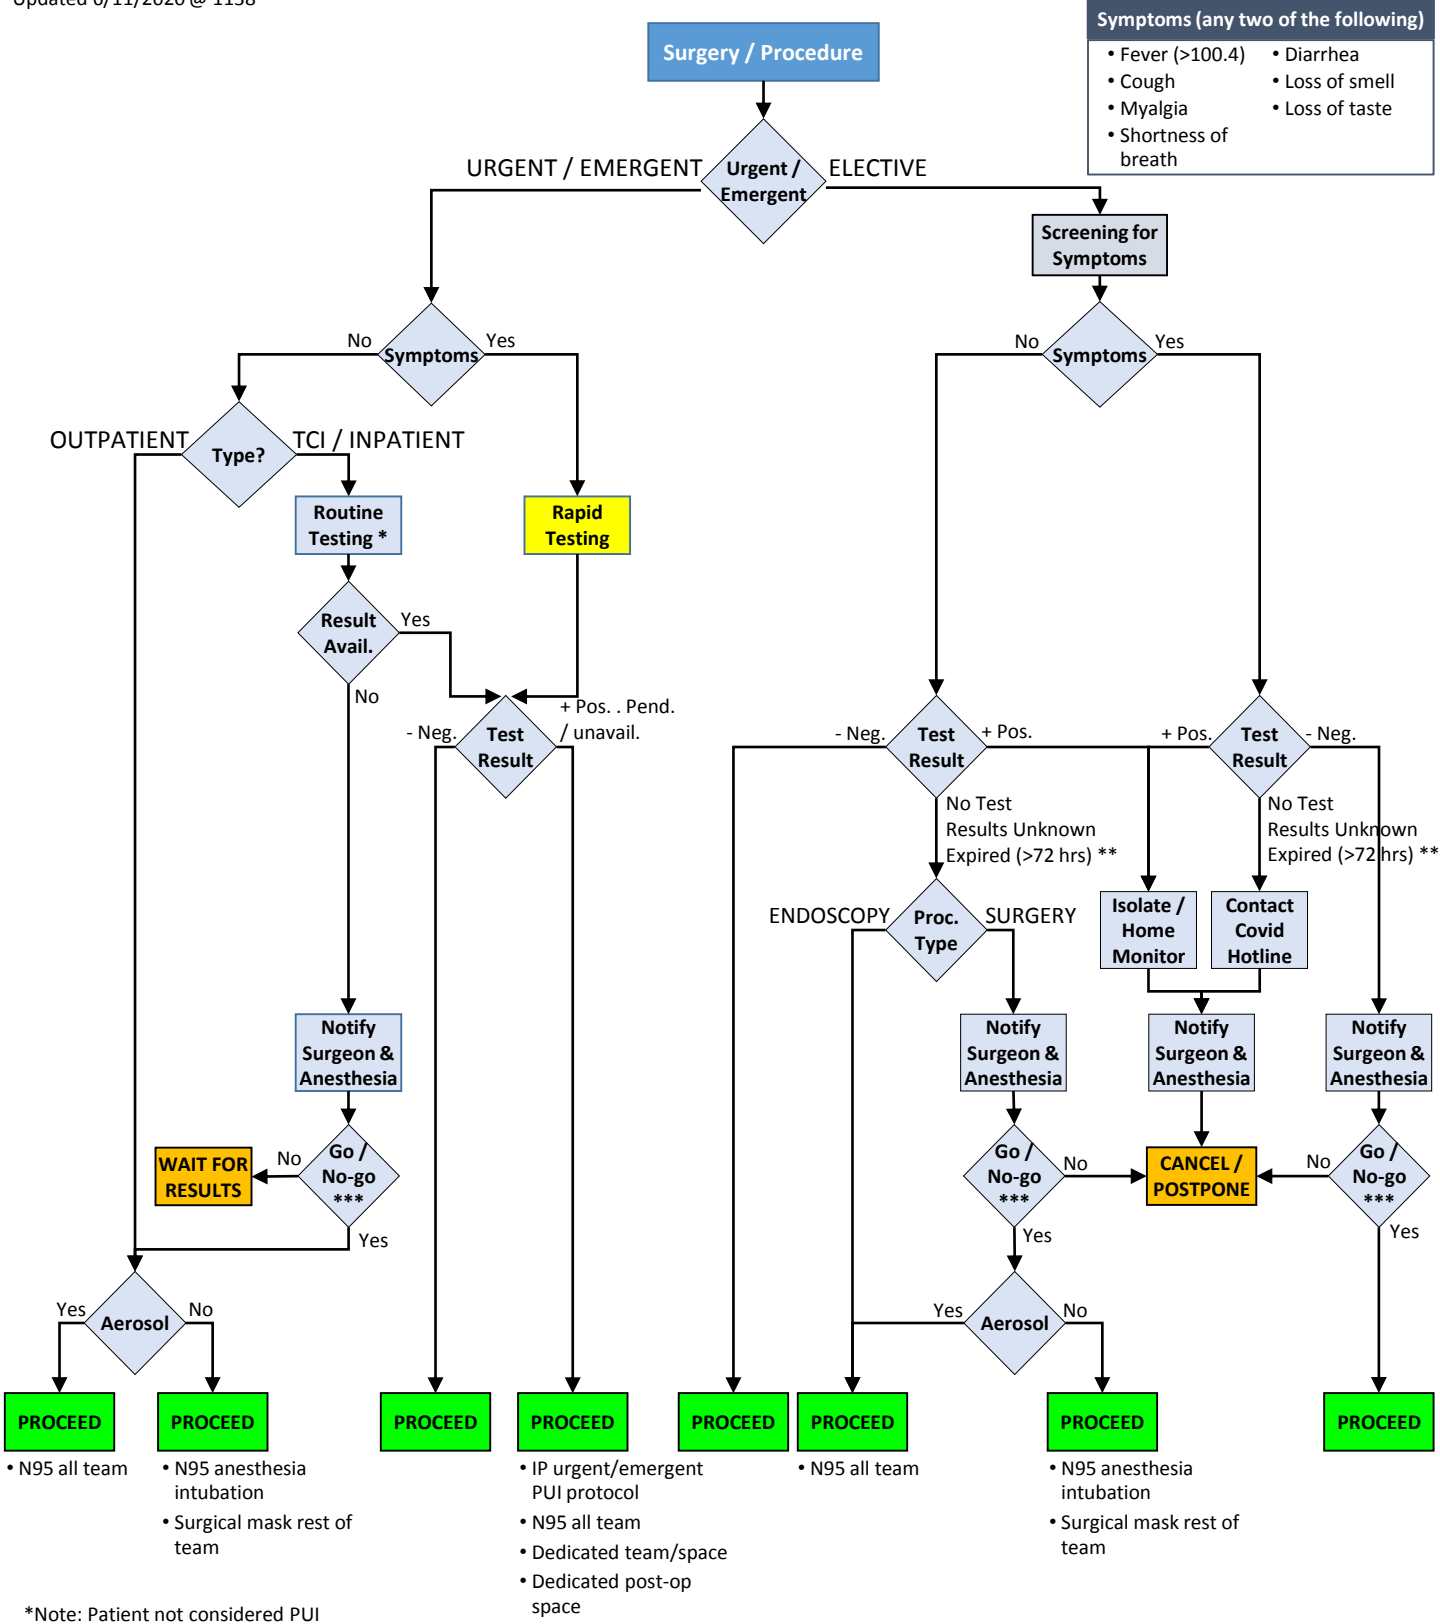 Updated 6/11/2020 @ 1138
Symptoms (any two of the following)
• Fever (>100.4)
• Cough
• Myalgia
• Shortness of
breath
• Diarrhea
• Loss of smell
• Loss of taste
Surgery / Procedure
URGENT / EMERGENT
Urgent /
Emergent
ELECTIVE
Screening for
Symptoms
No
Symptoms
Yes
No
Symptoms
Yes
OUTPATIENT
Type?
TCI / INPATIENT
Routine
Testing *
Rapid
Testing
Result
Avail.
Yes
No
- Neg.
Test
Result
+ Pos. . Pend.
/ unavail.
- Neg.
Test
Result
+ Pos.
+ Pos.
Test
Result
- Neg.
No Test
Results Unknown
Expired (>72 hrs) **
No Test
Results Unknown
Expired (>72 hrs) **
ENDOSCOPY
Proc.
Type
SURGERY
Isolate /
Home
Monitor
Contact
Covid
Hotline
Notify
Surgeon &
Anesthesia
Notify
Surgeon &
Anesthesia
Notify
Surgeon &
Anesthesia
Notify
Surgeon &
Anesthesia
WAIT FOR
RESULTS
No
Go /
No-go
***
Yes
Go /
No-go
***
No
Yes
CANCEL /
POSTPONE
No
Go /
No-go
***
Yes
Yes
Aerosol
No
Yes
Aerosol
No
PROCEED
PROCEED
PROCEED
PROCEED
PROCEED
PROCEED
PROCEED
PROCEED
• N95 all team
• N95 anesthesia
intubation
• Surgical mask rest of
team
• IP urgent/emergent
PUI protocol
• N95 all team
• Dedicated team/space
• Dedicated post-op
space
• N95 all team
• N95 anesthesia
intubation
• Surgical mask rest of
team
*Note: Patient not considered PUI